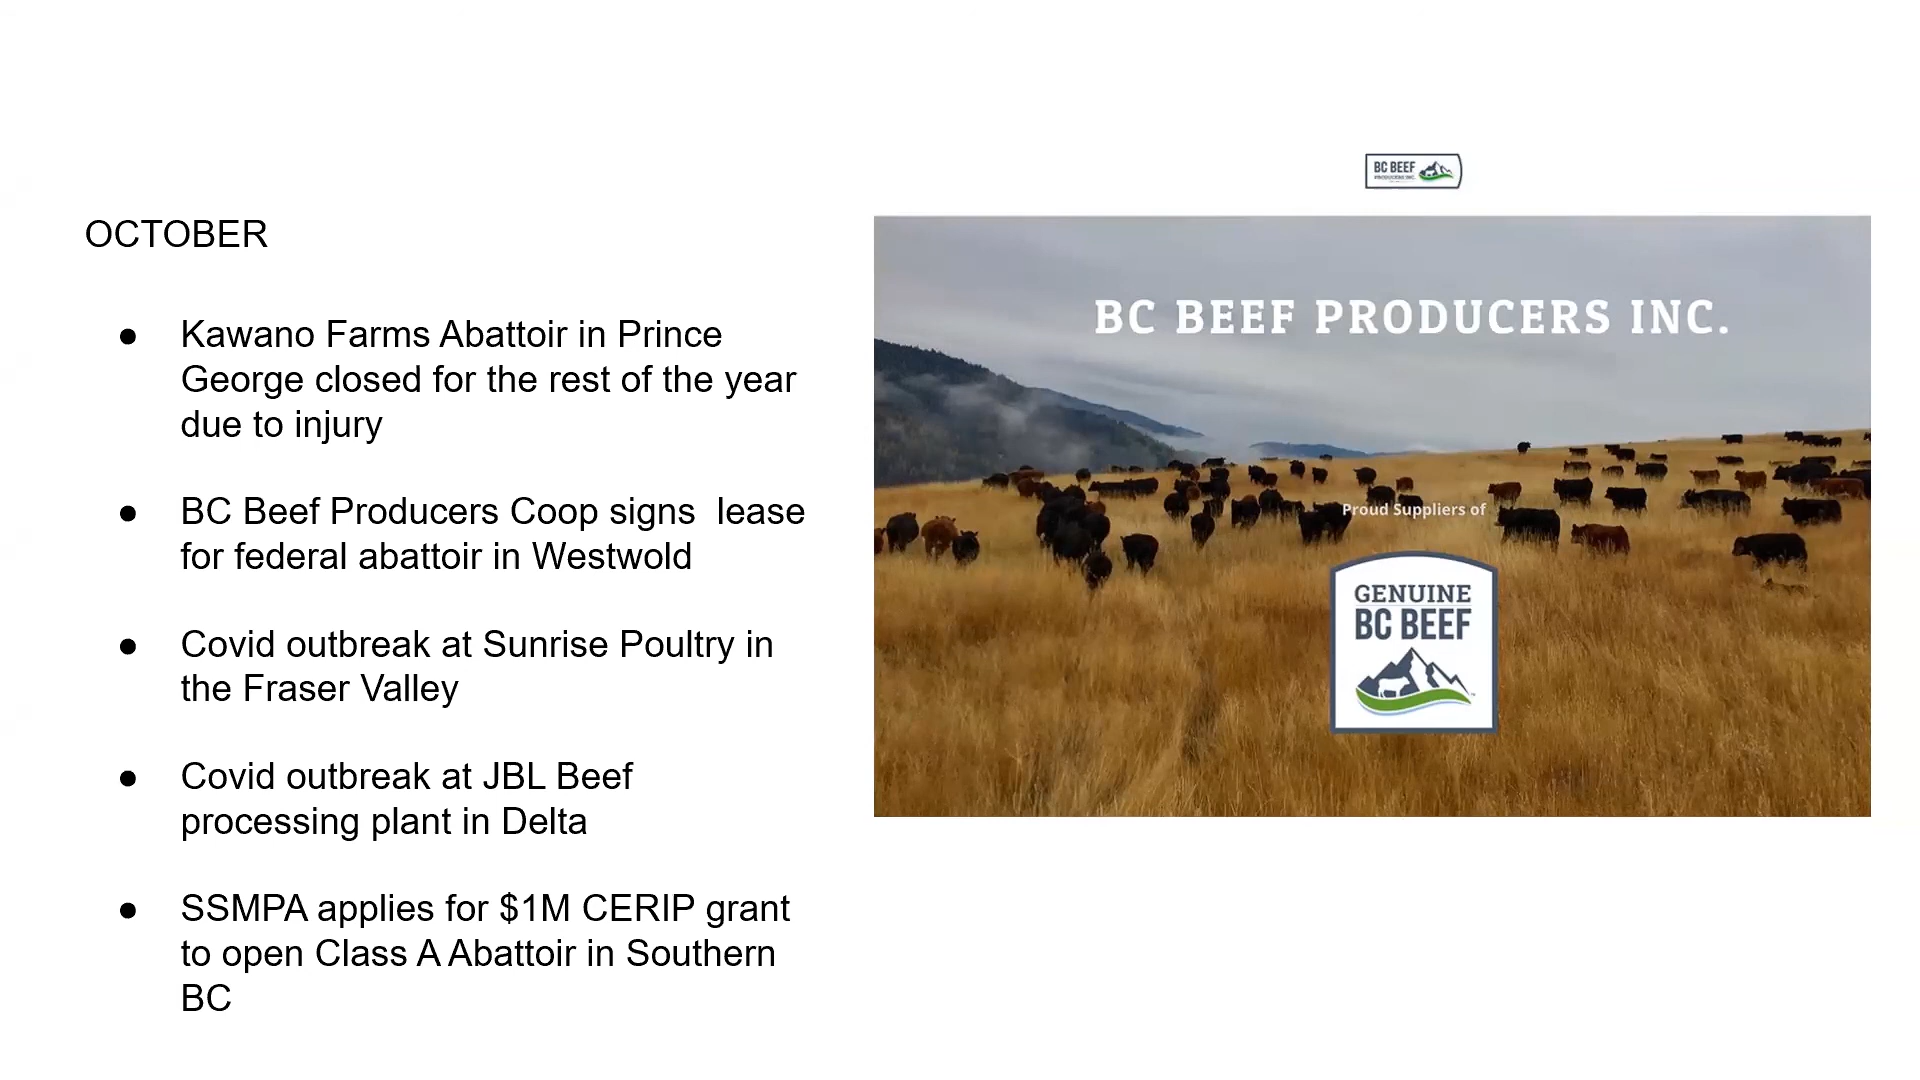 OCTOBER
● Kawano Farms Abattoir in Prince
George closed for the rest of the year
due to injury
● BC Beef Producers Coop signs  lease
for federal abattoir in Westwold
● Covid outbreak at Sunrise Poultry in
the Fraser Valley
● Covid outbreak at JBL Beef
processing plant in Delta
● SSMPA applies for $1M CERIP grant
to open Class A Abattoir in Southern
BC
BC BEEF
PRODUCERS INC.
BC BEEF PRODUCERS INC.
Proud Suppliers of
GENUINE
BC BEEF